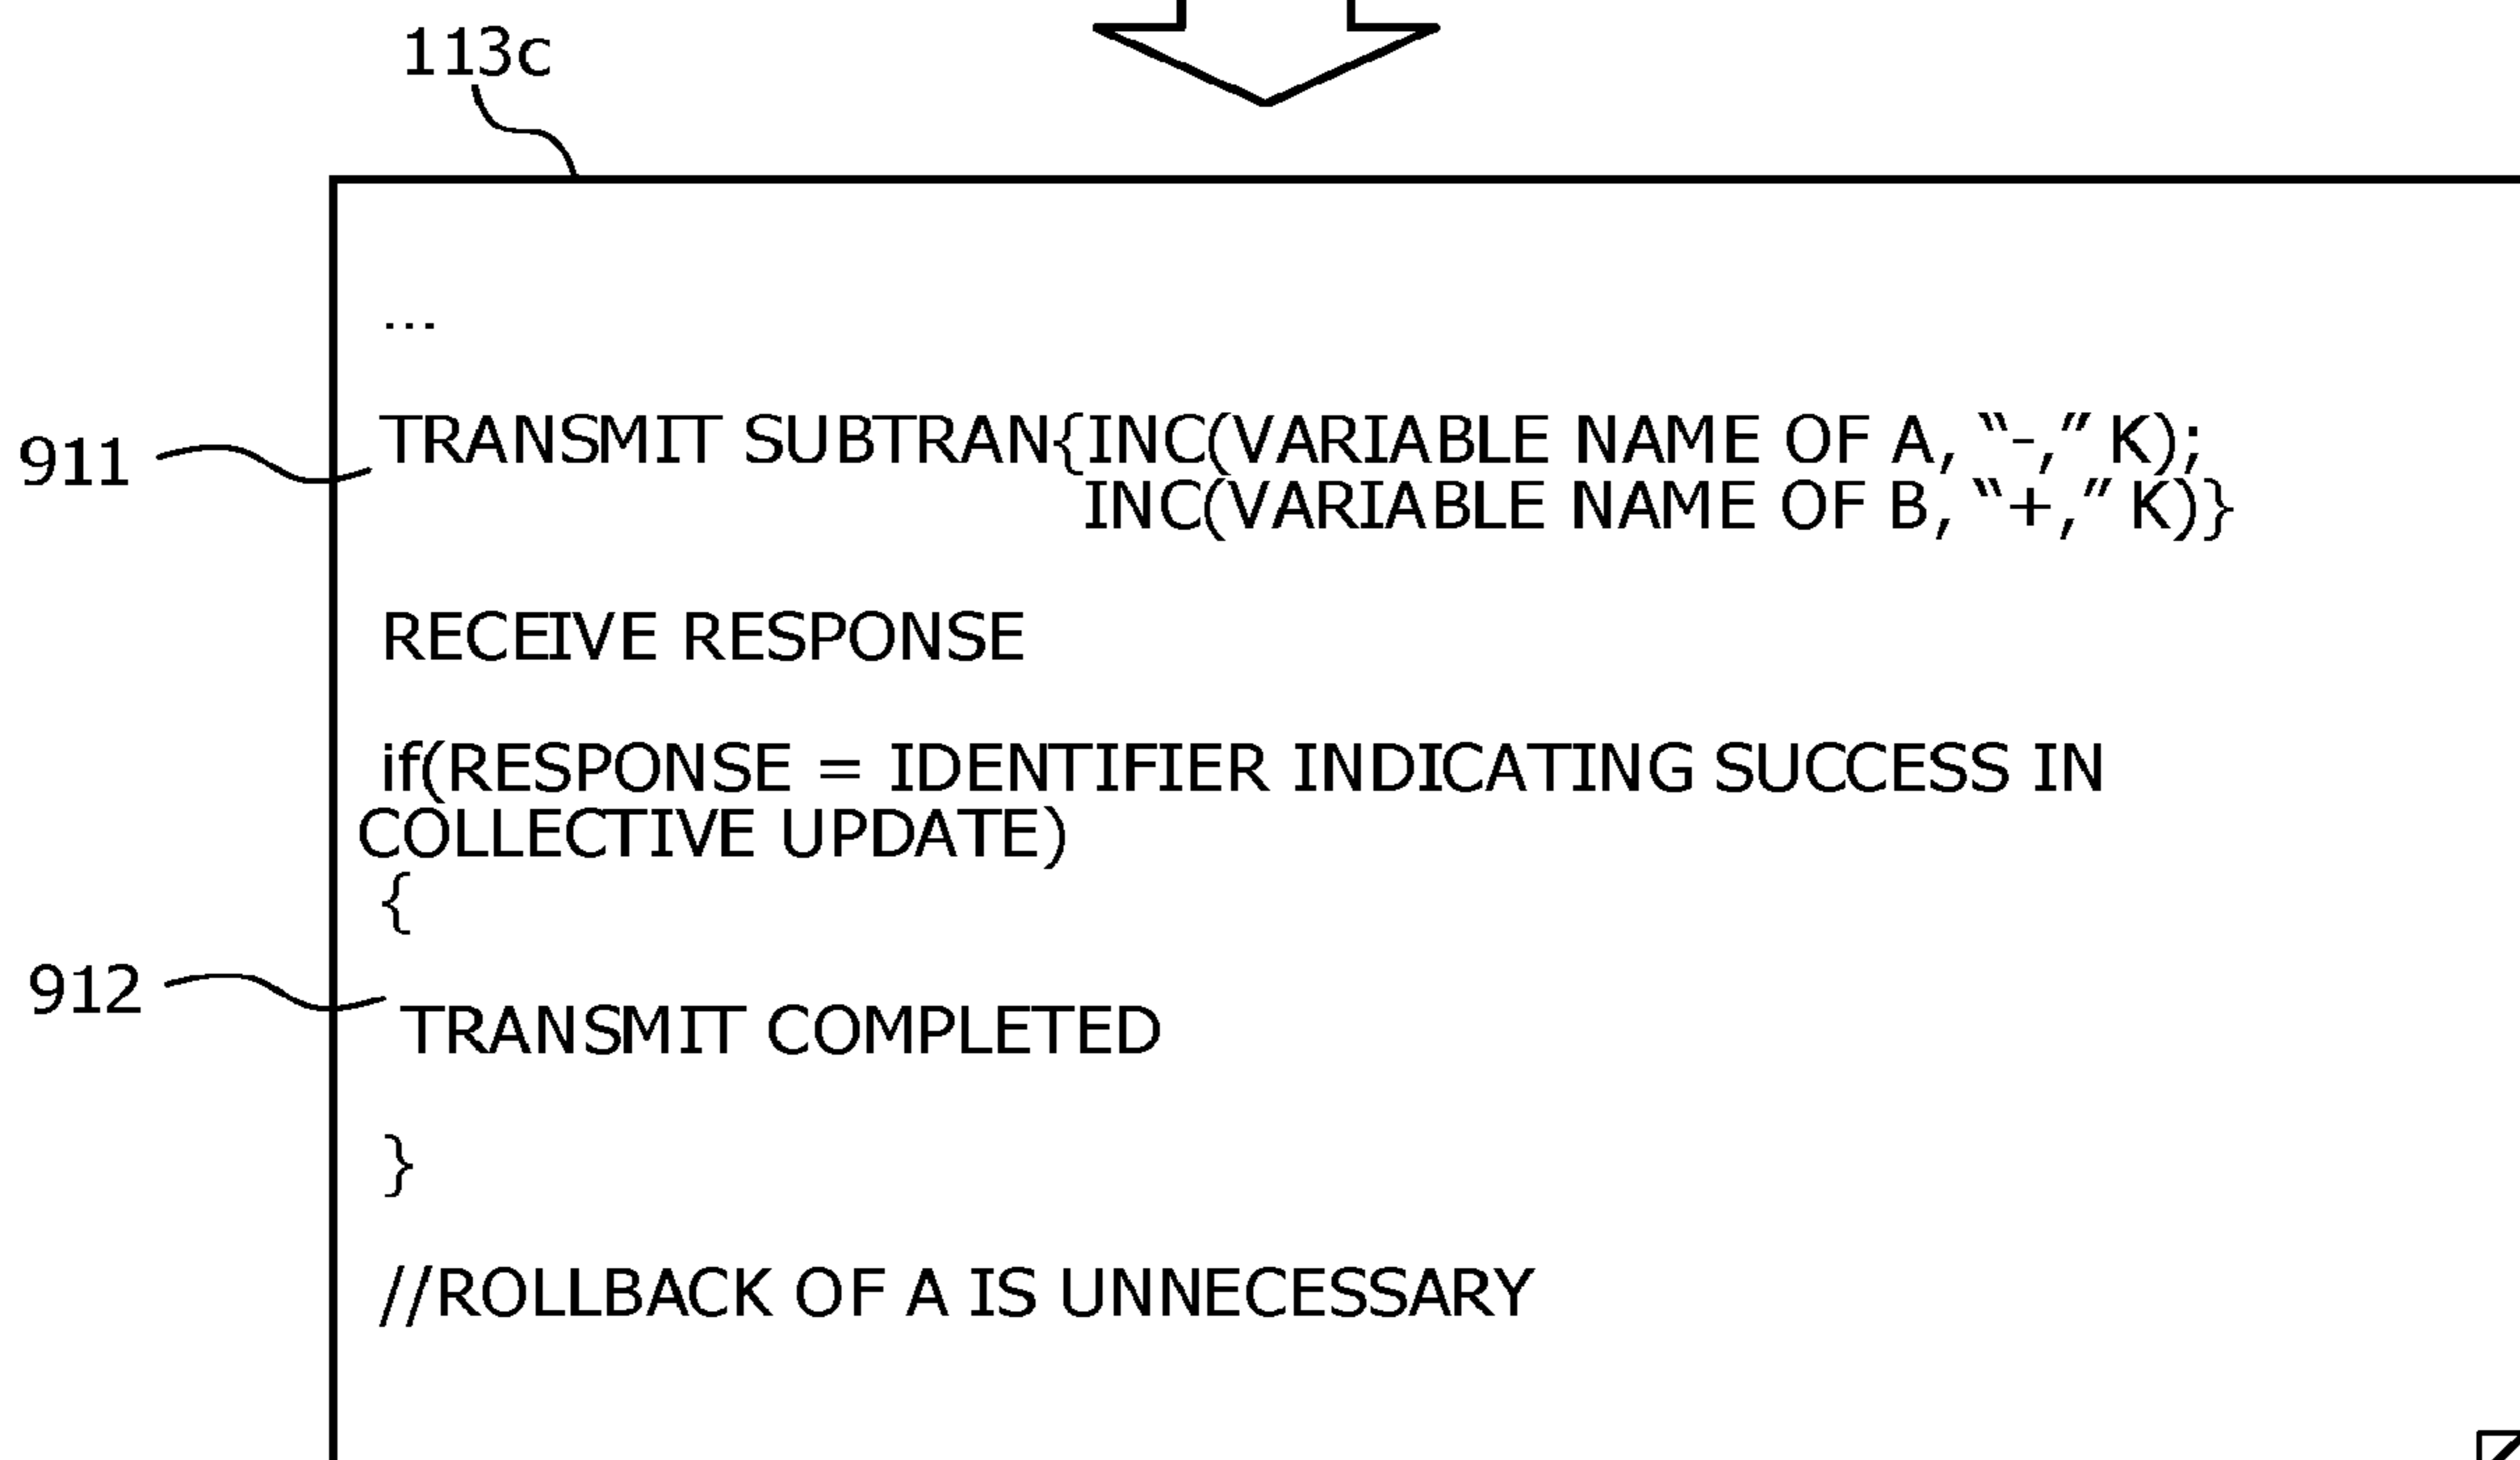 113c
...
911
TRANSMIT SUBTRAN{INC(VARIABLE NAME OF A, “-,” K);
INC(VARIABLE NAME OF B, “+,” K)}
RECEIVE RESPONSE
if(RESPONSE = IDENTIFIER INDICATING SUCCESS IN
COLLECTIVE UPDATE)
{
912
TRANSMIT COMPLETED
}
//ROLLBACK OF A IS UNNECESSARY